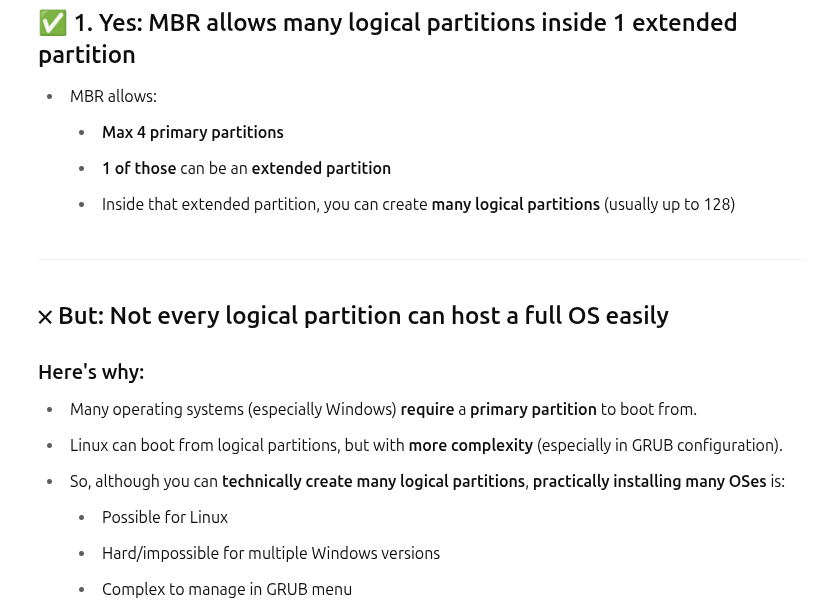 ✅ 1. Yes: MBR allows many logical partitions inside 1 extended
partition
• MBR allows:
• Max 4 primary partitions
• 1 of those can be an extended partition
• Inside that extended partition, you can create many logical partitions (usually up to 128)
× But: Not every logical partition can host a full OS easily
Here's why:
• Many operating systems (especially Windows) require a primary partition to boot from.
• Linux can boot from logical partitions, but with more complexity (especially in GRUB configuration).
• So, although you can technically create many logical partitions, practically installing many OSes is:
• Possible for Linux
• Hard/impossible for multiple Windows versions
• Complex to manage in GRUB menu